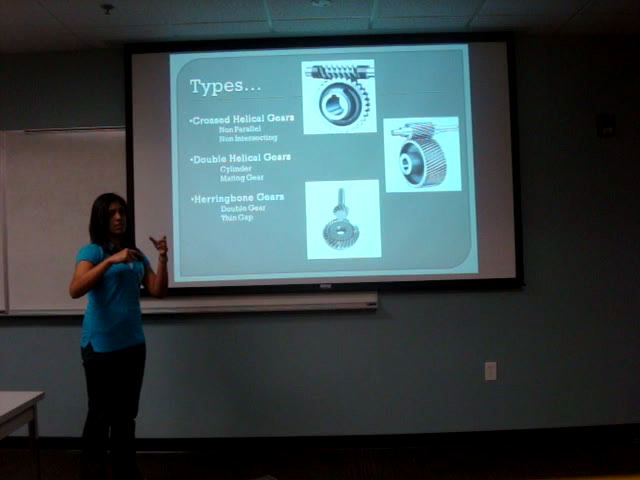 Types...
•Crossed Helical Gears
Non Parallel
Non Intersecting
•Double Helical Gears
Cylinder
Mating Gear
•Herringbone Gears
Double Gear
Thin Gap